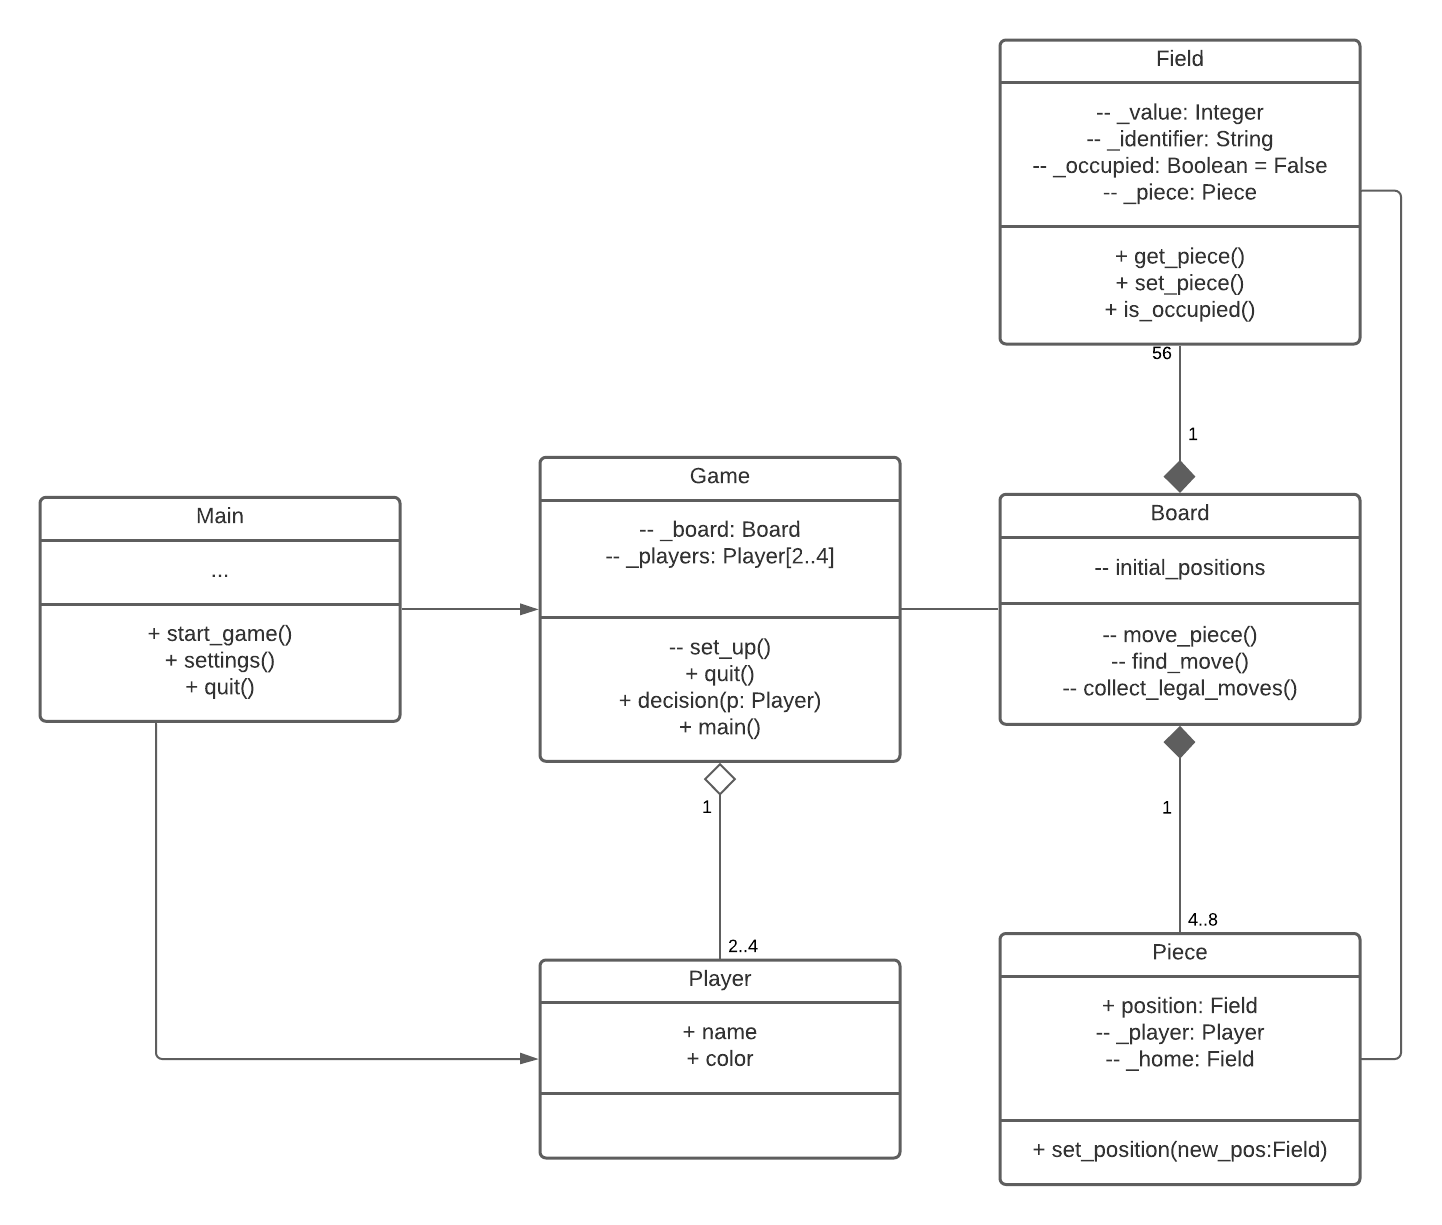 Field
-- _value: Integer
-- _identifier: String
-- _occupied: Boolean = False
-- _piece: Piece
+ get_piece()
+ set_piece()
+ is_occupied()
56
1
Main
...
+ start_game()
+ settings()
+ quit()
Game
-- _board: Board
-- _players: Player[2..4]
-- set_up()
+ quit()
+ decision(p: Player)
+ main()
Board
-- initial_positions
-- move_piece()
-- find_move()
-- collect_legal_moves()
1
2..4
1
4..8
Player
+ name
+ color
Piece
+ position: Field
-- _player: Player
-- _home: Field
+ set_position(new_pos:Field)